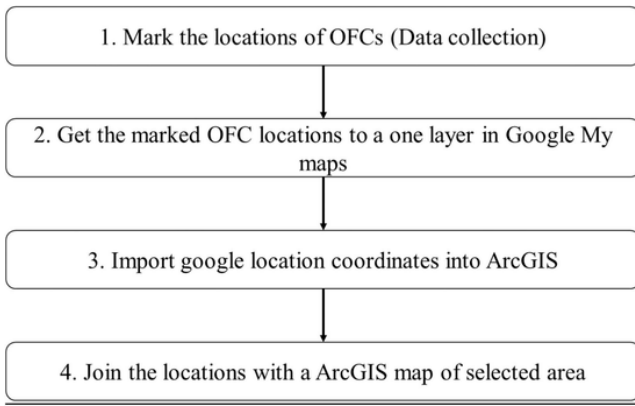 1. Mark the locations of OFCs (Data collection)
2. Get the marked OFC locations to a one layer in Google My
maps
3. Import google location coordinates into ArcGIS
4. Join the locations with a ArcGIS map of selected area